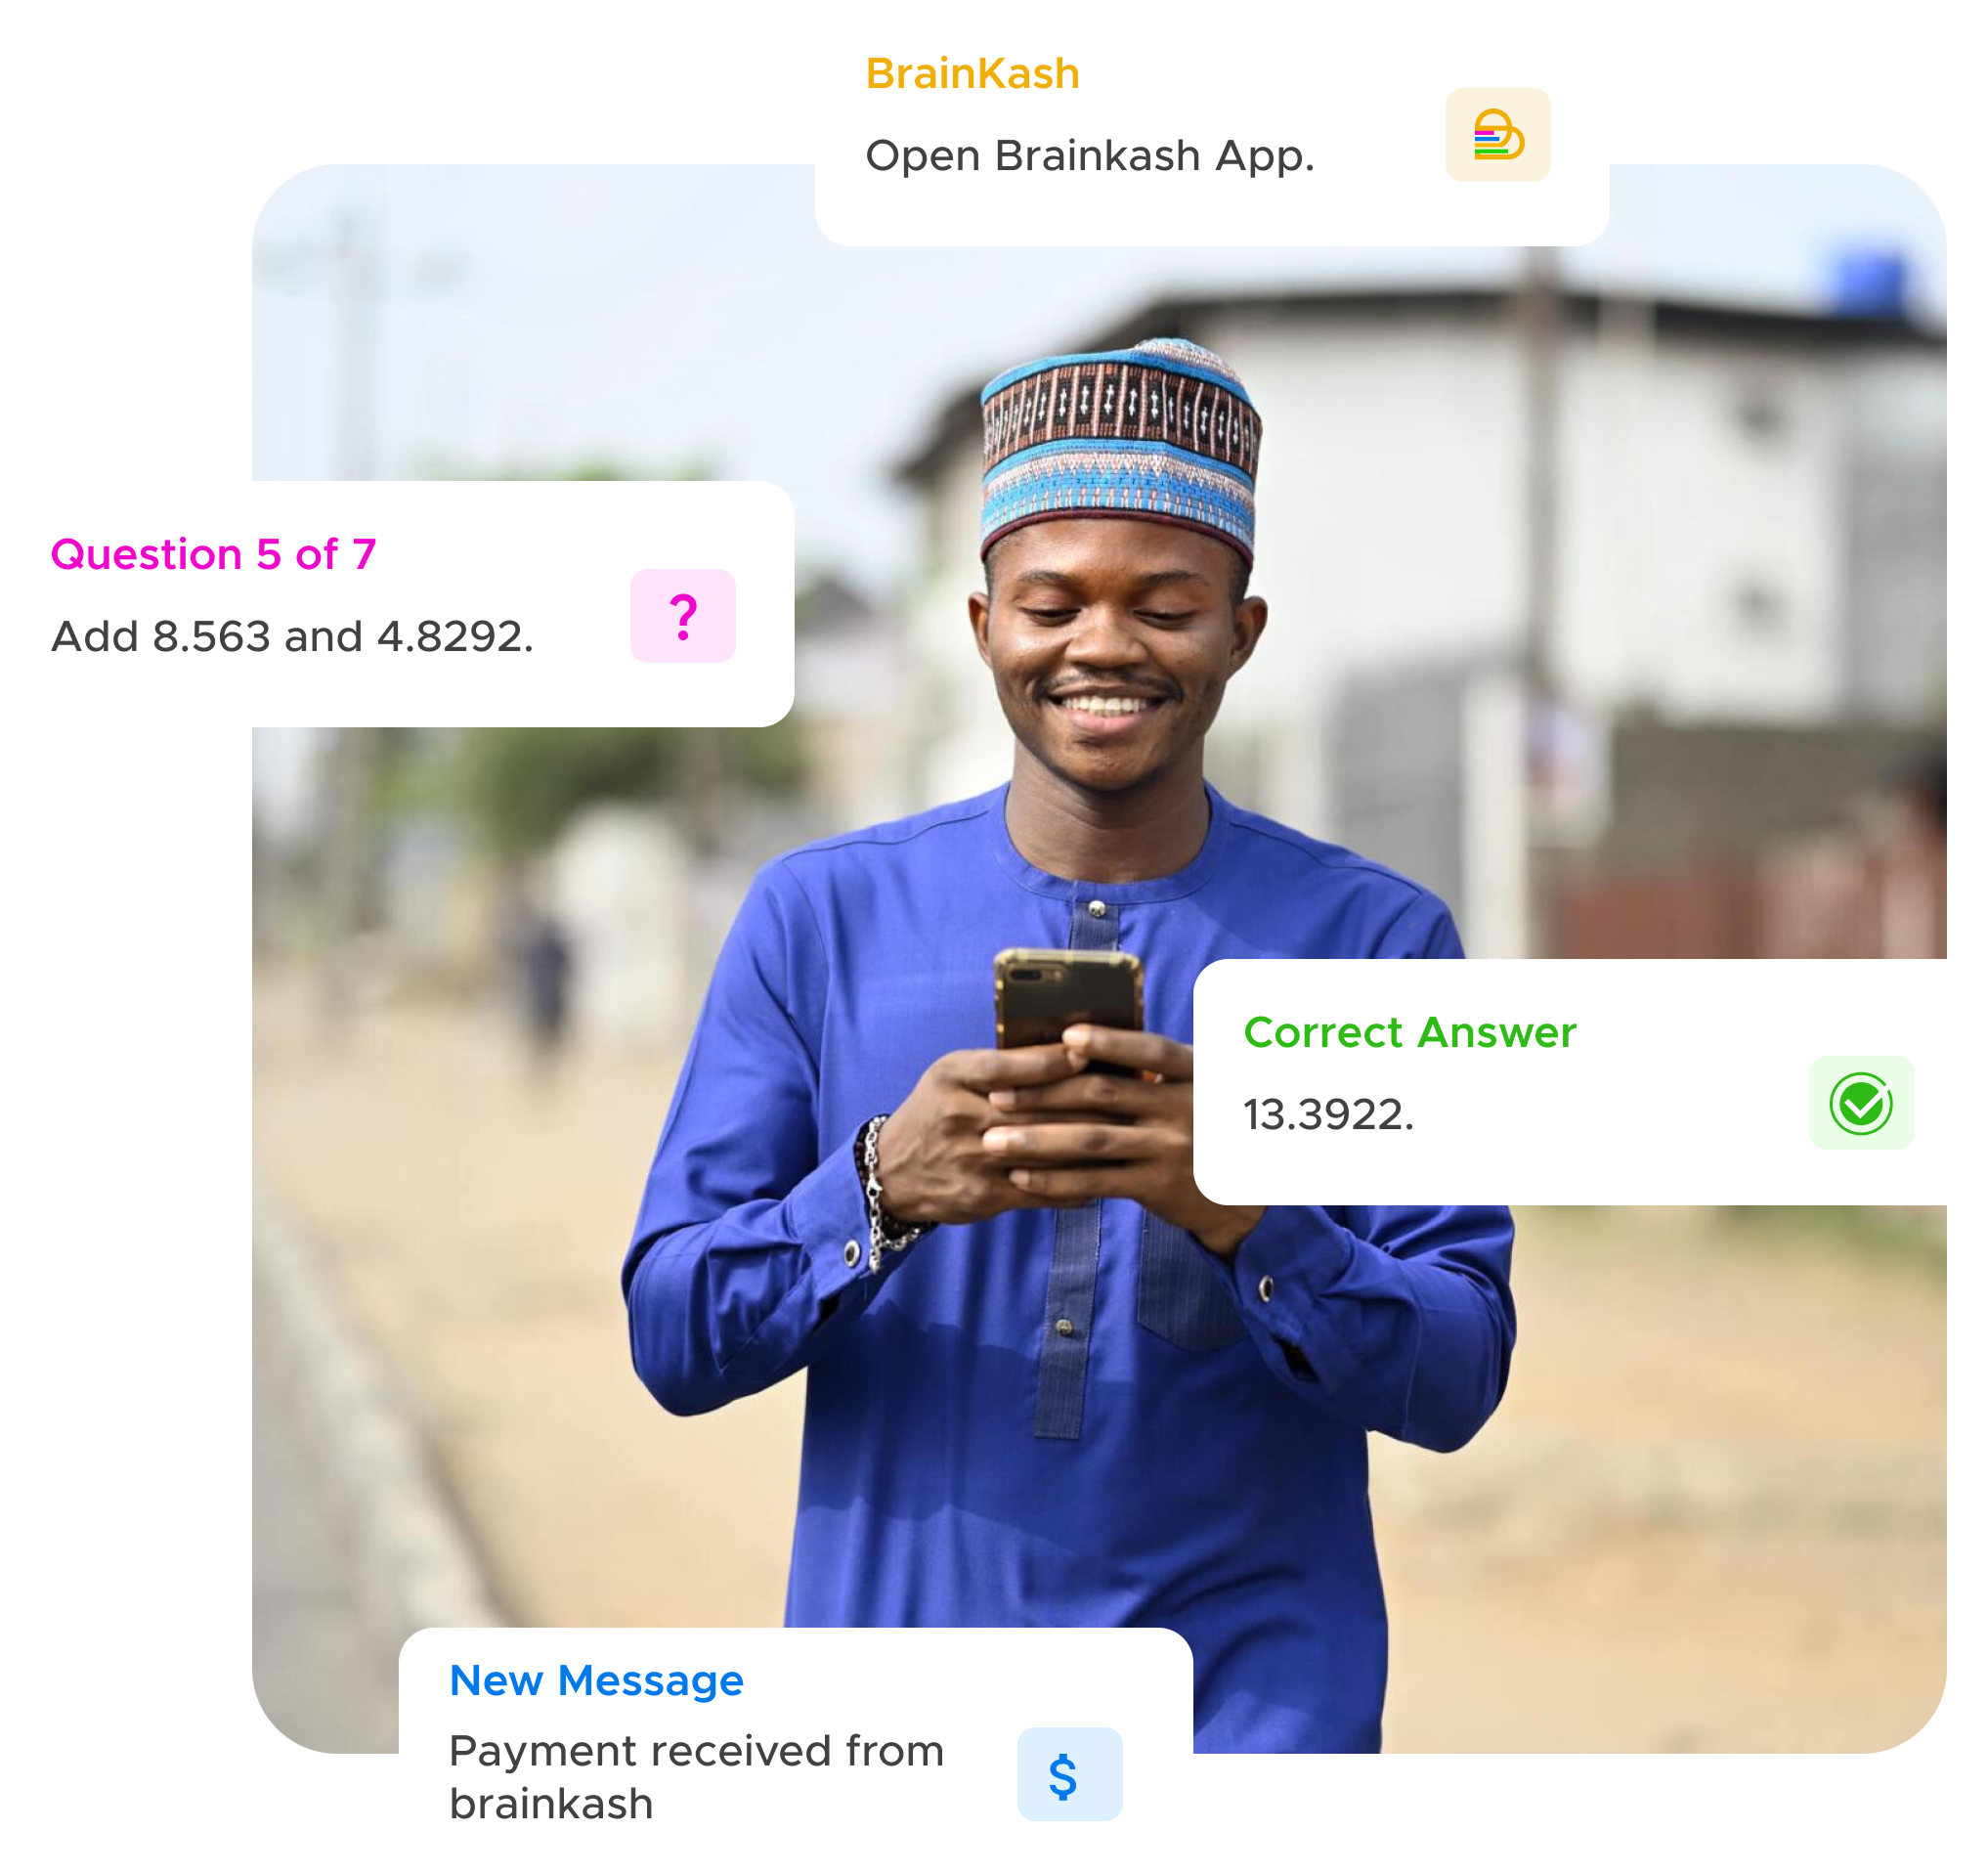 BrainKash
Open Brainkash App.
Question 5 of 7
Add 8.563 and 4.8292.
?
Correct Answer
13.3922.
New Message
Payment received from
brainkash
$